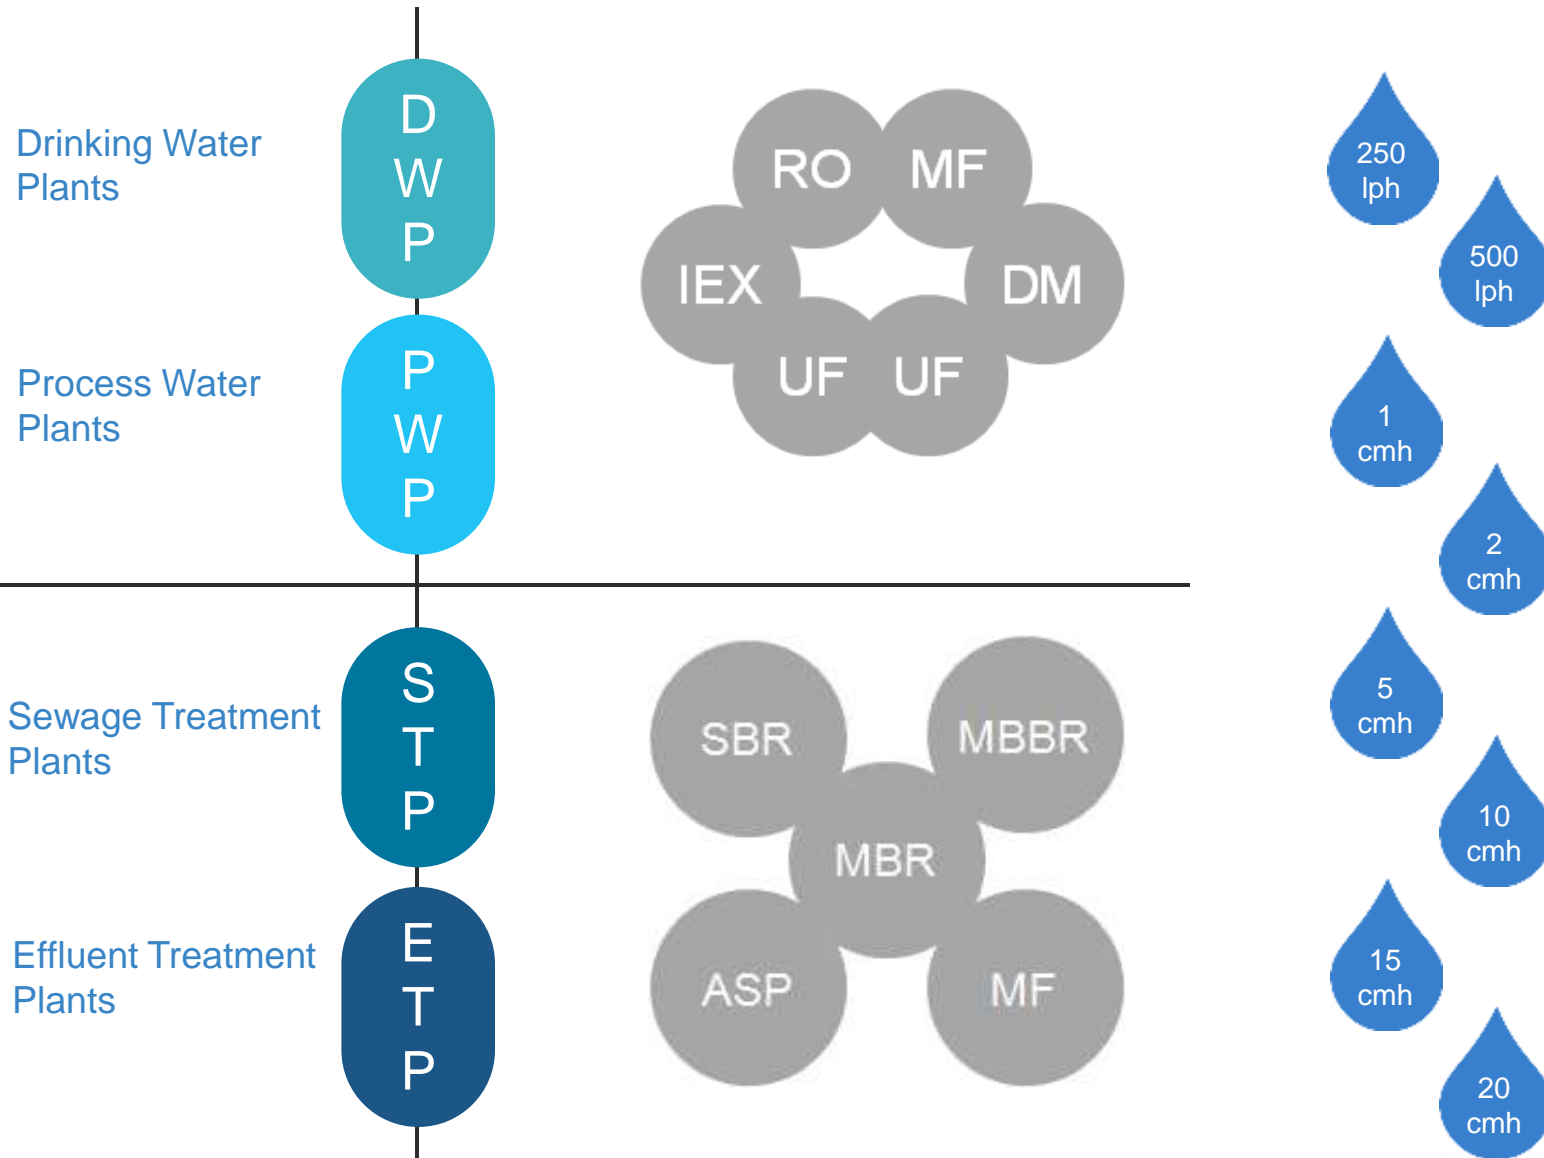 Drinking Water
Plants
D
W
P
RO MF
IEX DM
UF UF
250
lph
500
lph
Process Water
Plants
P
W
P
1
cmh
2
cmh
Sewage Treatment
Plants
S
T
P
SBR MBBR
MBR
ASP MF
5
cmh
10
cmh
Effluent Treatment
Plants
E
T
P
15
cmh
20
cmh